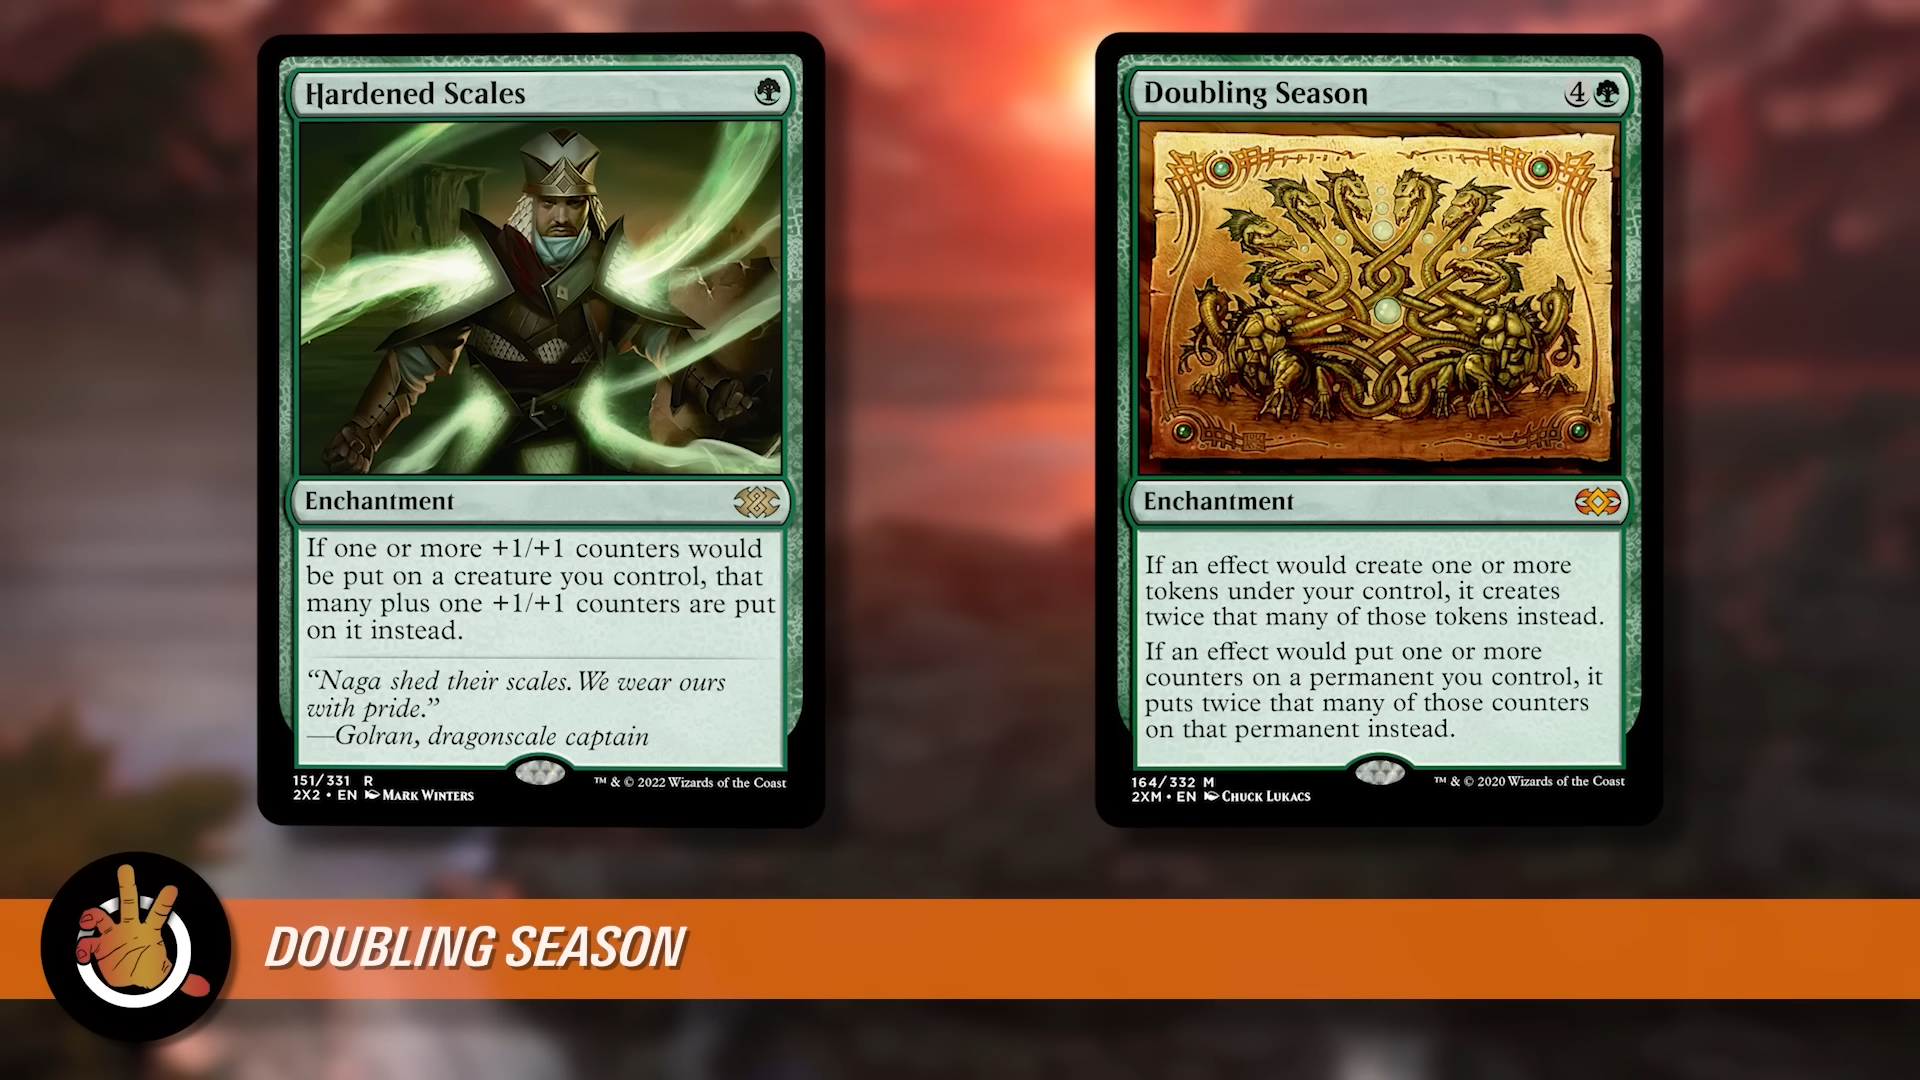 Hardened Scales
Enchantment
If one or more +1/+1 counters would
be put on a creature you control, that
many plus one +1/+1 counters are put
on it instead.
“Naga shed their scales. We wear ours
with pride.”
—Golran, dragonscale captain
151/331 R
2X2 • EN MARK WINTERS
™ & © 2022 Wizards of the Coast
Doubling Season 4
Enchantment
If an effect would create one or more
tokens under your control, it creates
twice that many of those tokens instead.
If an effect would put one or more
counters on a permanent you control, it
puts twice that many of those counters
on that permanent instead.
164/332 M
2XM • EN CHUCK LUKACS
™ & © 2020 Wizards of the Coast
DOUBLING SEASON